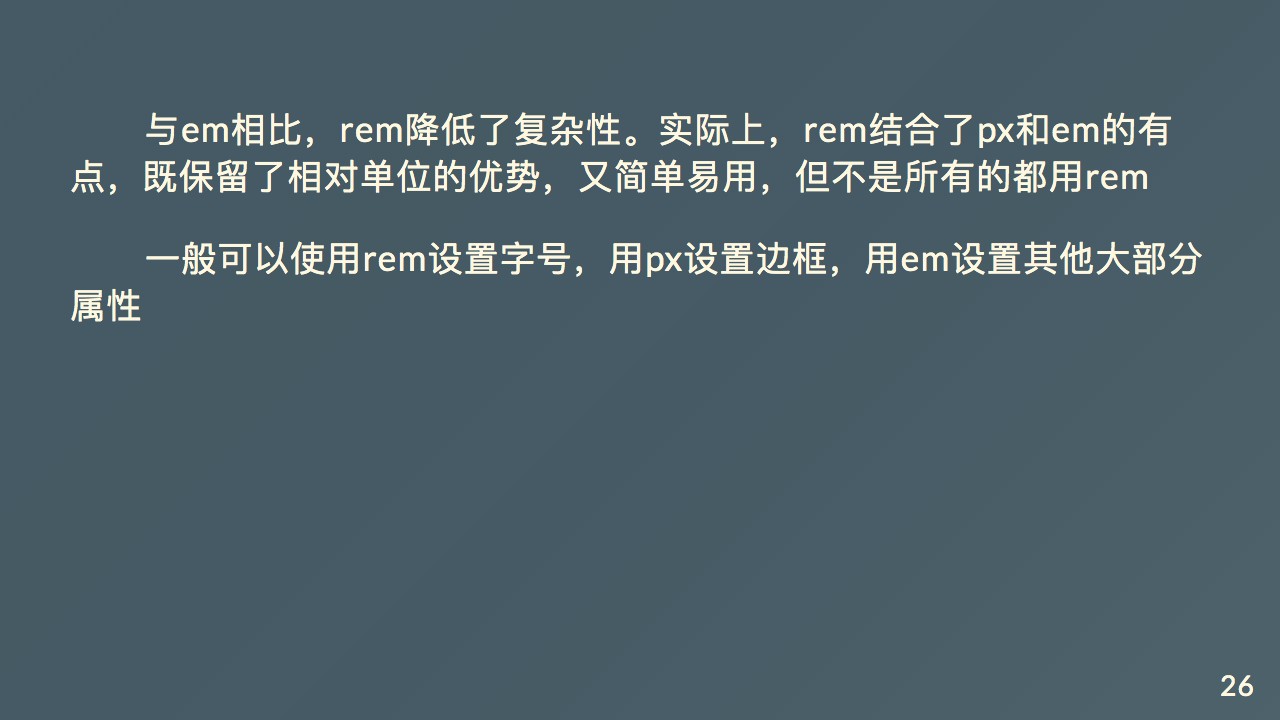 与em相比，rem降低了复杂性。实际上，rem结合了px和em的有
点，既保留了相对单位的优势，又简单易用，但不是所有的都用rem
一般可以使用rem设置字号，用px设置边框，用em设置其他大部分
属性
26